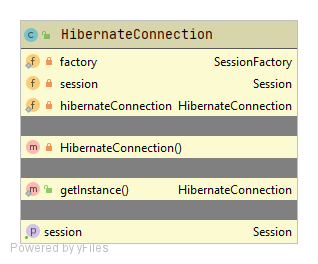 HibernateConnection
factory SessionFactory
session Session
hibernateConnection HibernateConnection
HibernateConnection()
getInstance() HibernateConnection
session Session
Powered by yFiles